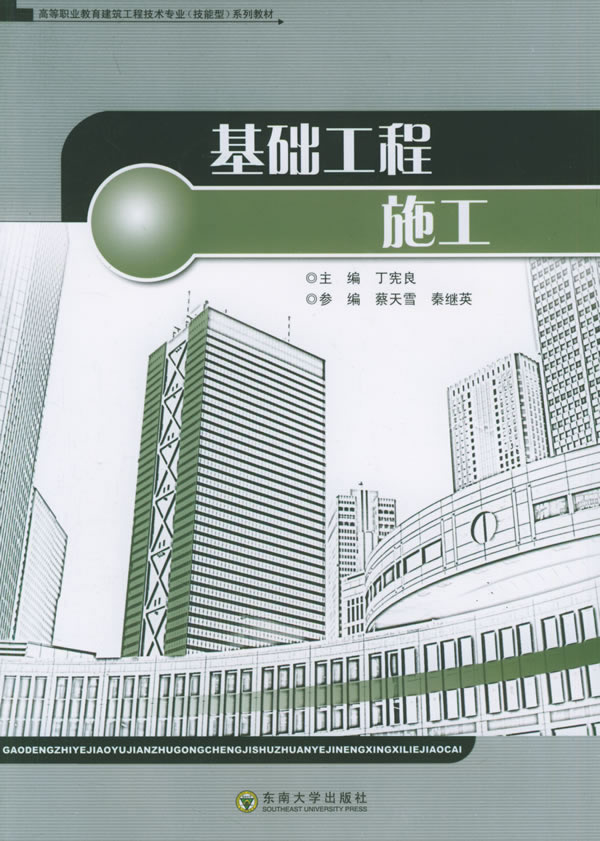 高等职业教育建筑工程技术专业（技能型）系列教材
基础工程
施工
◎主 编 丁宪良
◎参 编 蔡天雪 秦继英
GAODENGZHIYEJIAOYUJIANZHUGONGCHENGJISHUZHUANYEJINENGXINGXILIEJIAOCAI
东南大学出版社
SOUTHEAST UNIVERSITY PRESS